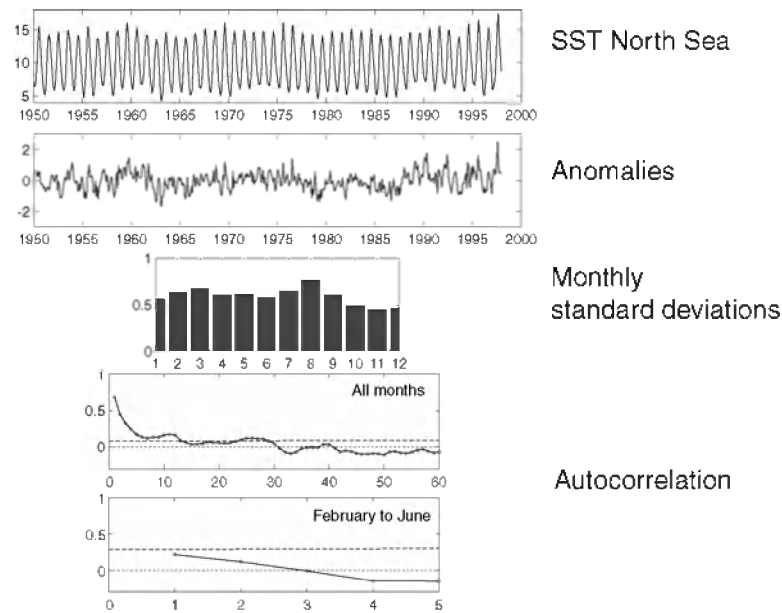 15
10
5
1950 1955 1960 1965 1970 1975 1980 1985 1990 1995 2000
SST North Sea
2
0
-2
1950 1955 1960 1965 1970 1975 1980 1985 1990 1995 2000
Anomalies
1
0.5
0
1 2 3 4 5 6 7 8 9 10 11 12
Monthly
standard deviations
1
0.5
0
All months
0 10 20 30 40 50 60
Autocorrelation
1
0.5
0
February to June
0 1 2 3 4 5